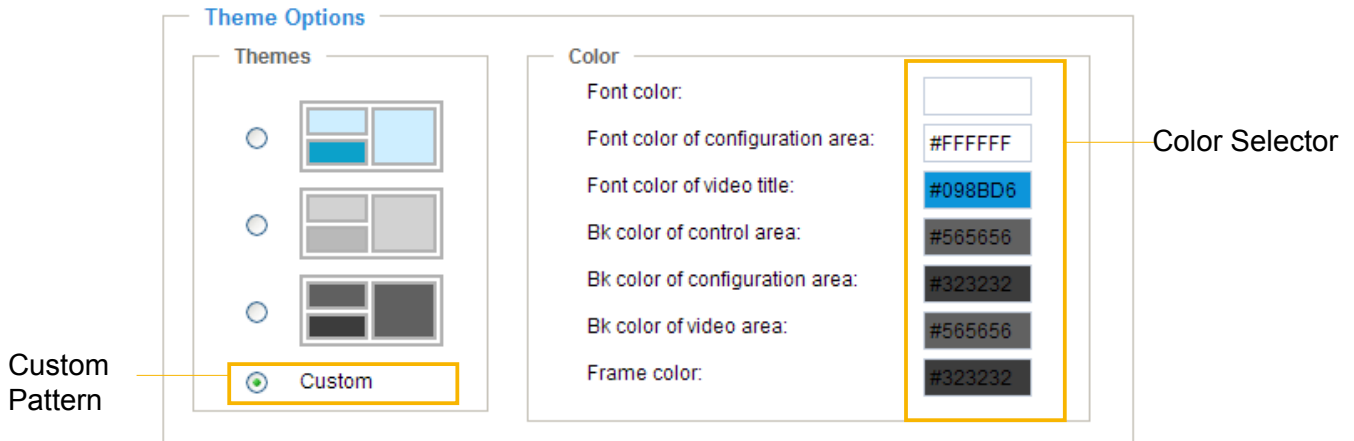 Theme Options
Themes
Custom
Color
Font color:
Font color of configuration area: #FFFFFF
Font color of video title: #098BD6
Bk color of control area: #565656
Bk color of configuration area: #323232
Bk color of video area: #565656
Frame color: #323232
Color Selector
Custom
Pattern